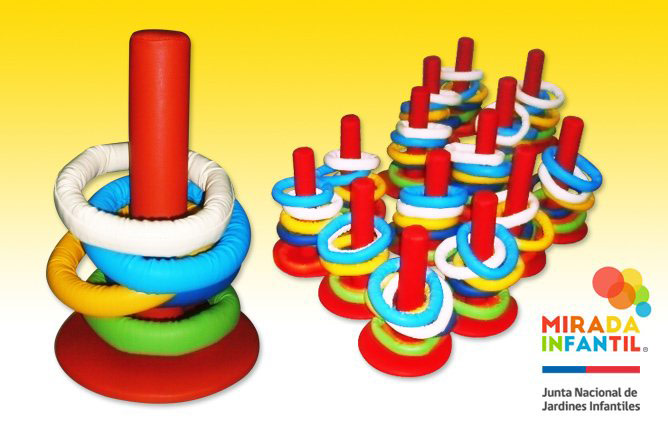 MIRADA
INFANTIL®
Junta Nacional de
Jardines Infantiles